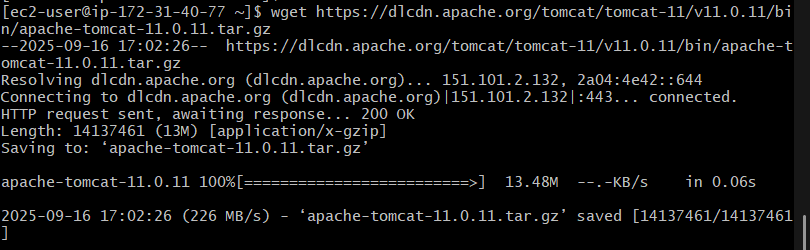 [ec2-user@ip-172-31-40-77 ~]$ wget https://dlcdn.apache.org/tomcat/tomcat-11/v11.0.11/bi
n/apache-tomcat-11.0.11.tar.gz
--2025-09-16 17:02:26--  https://dlcdn.apache.org/tomcat/tomcat-11/v11.0.11/bin/apache-t
omcat-11.0.11.tar.gz
Resolving dlcdn.apache.org (dlcdn.apache.org)... 151.101.2.132, 2a04:4e42::644
Connecting to dlcdn.apache.org (dlcdn.apache.org)|151.101.2.132|:443... connected.
HTTP request sent, awaiting response... 200 OK
Length: 14137461 (13M) [application/x-gzip]
Saving to: ‘apache-tomcat-11.0.11.tar.gz’
apache-tomcat-11.0.11 100%[=========================>]  13.48M  --.-KB/s    in 0.06s
2025-09-16 17:02:26 (226 MB/s) - ‘apache-tomcat-11.0.11.tar.gz’ saved [14137461/14137461
]